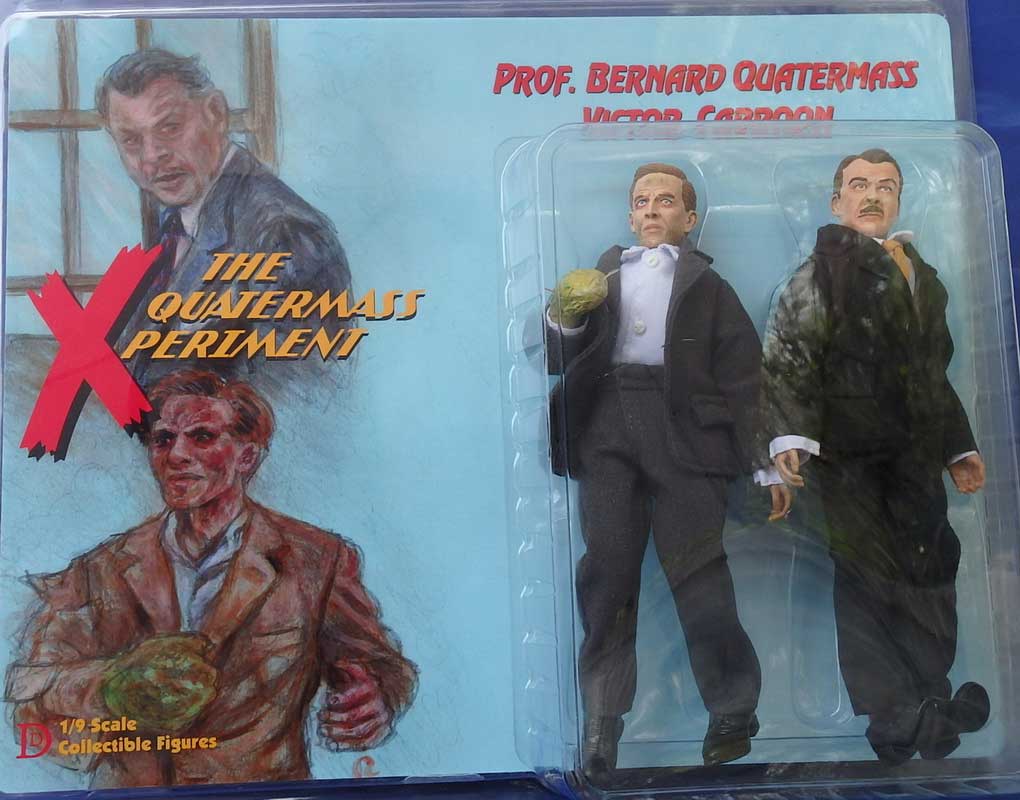 PROF. BERNARD QUATERMASS
VICTOR CARROON
THE
QUATERMASS
XPERIMENT
1/9 Scale
Collectible Figures